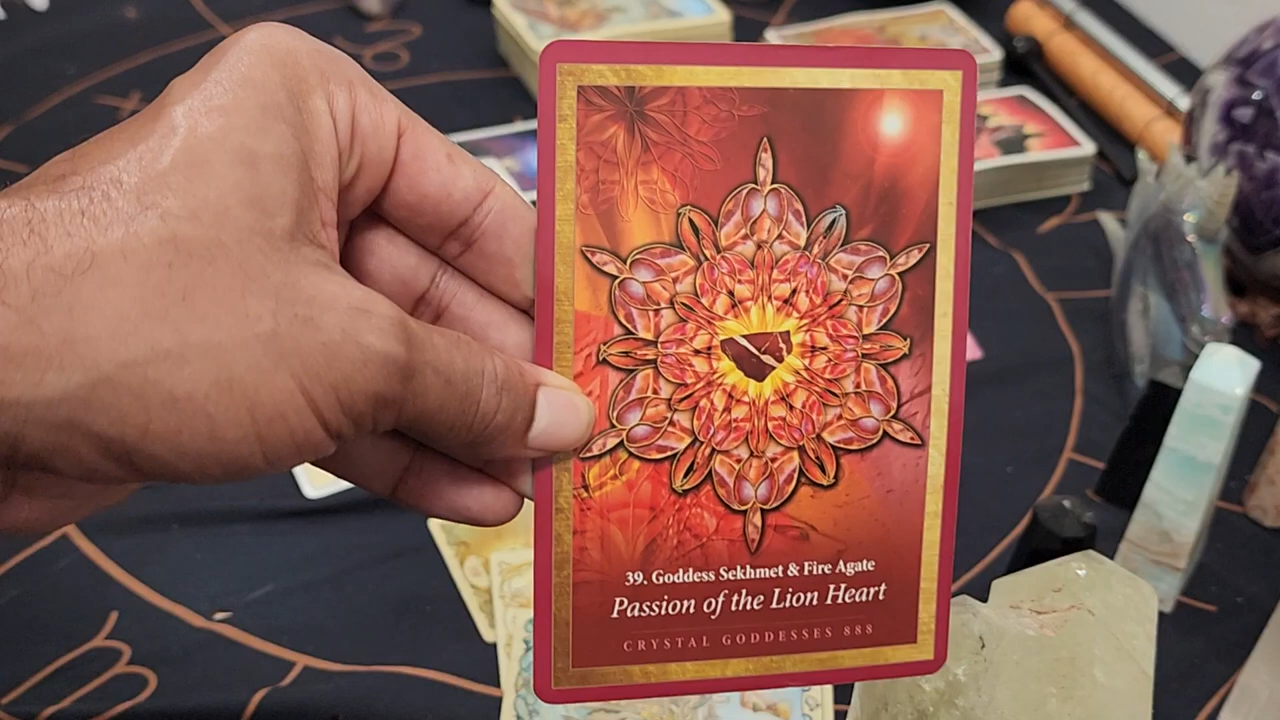 39. Goddess Sekhmet & Fire Agate
Passion of the Lion Heart
CRYSTAL GODDESSES 888